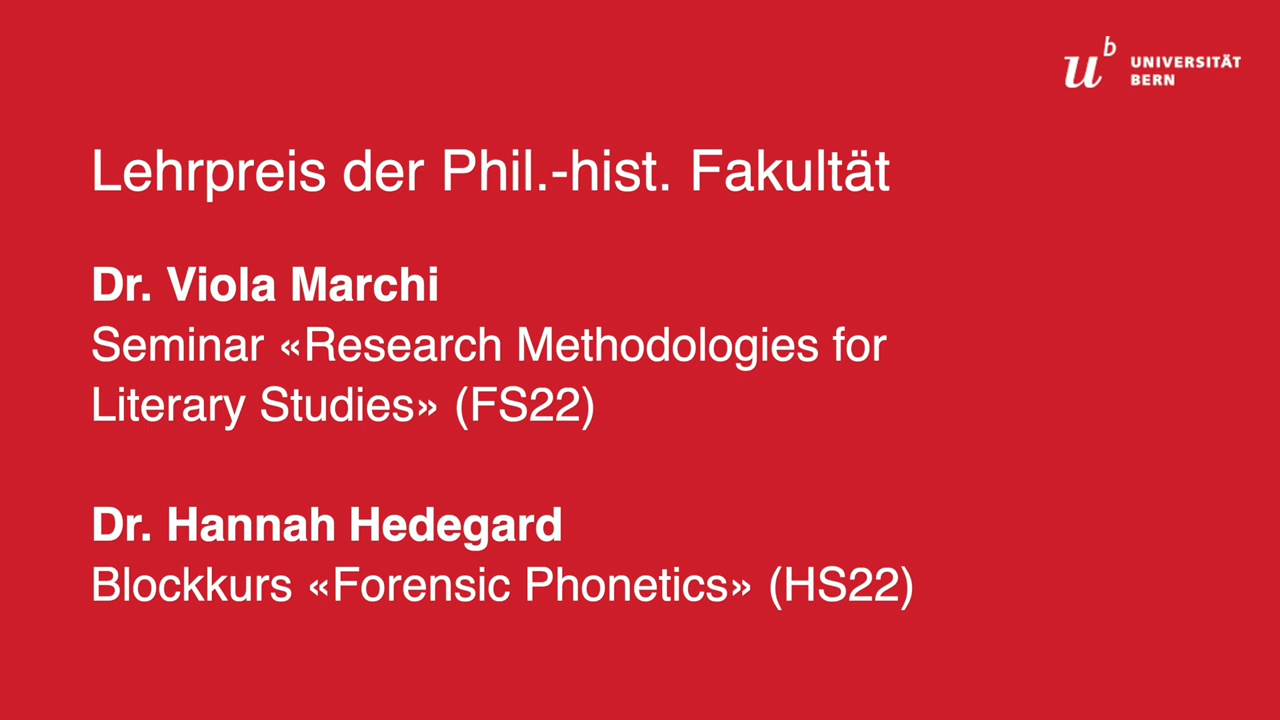 u b UNIVERSITÄT
BERN
Lehrpreis der Phil.-hist. Fakultät
Dr. Viola Marchi
Seminar «Research Methodologies for
Literary Studies» (FS22)
Dr. Hannah Hedegard
Blockkurs «Forensic Phonetics» (HS22)